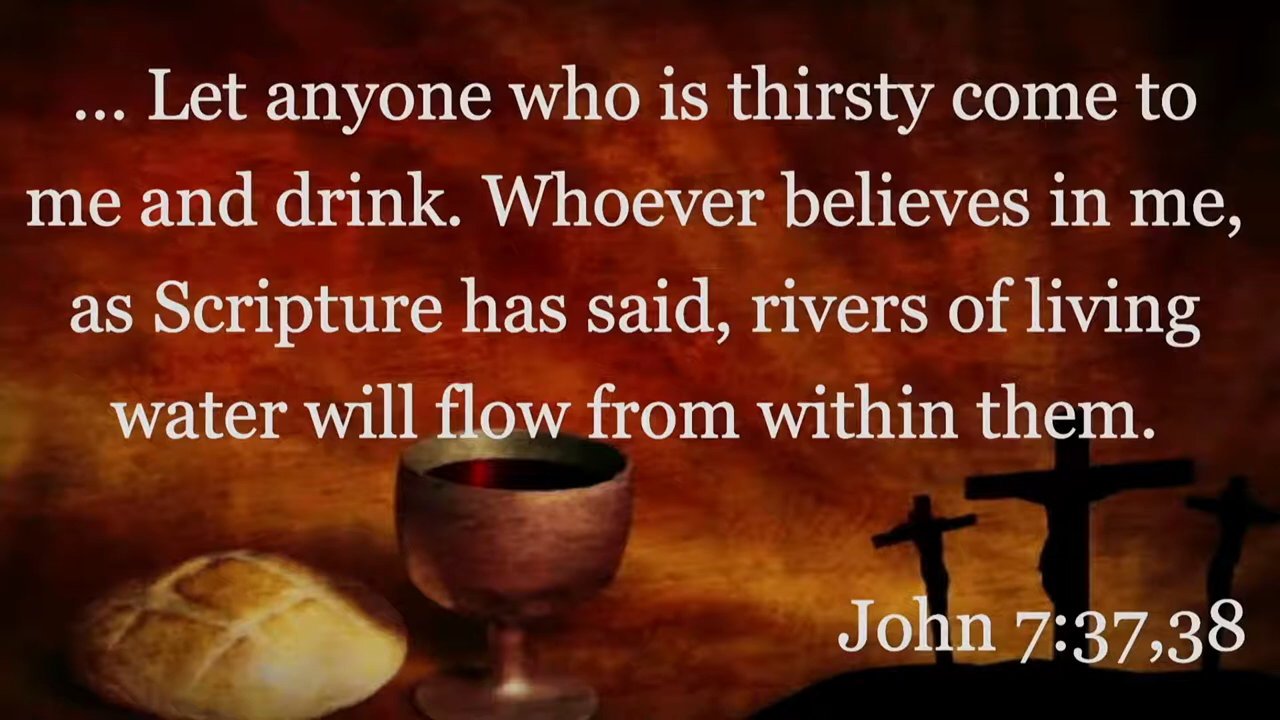 ... Let anyone who is thirsty come to
me and drink. Whoever believes in me,
as Scripture has said, rivers of living
water will flow from within them.
John 7:37,38